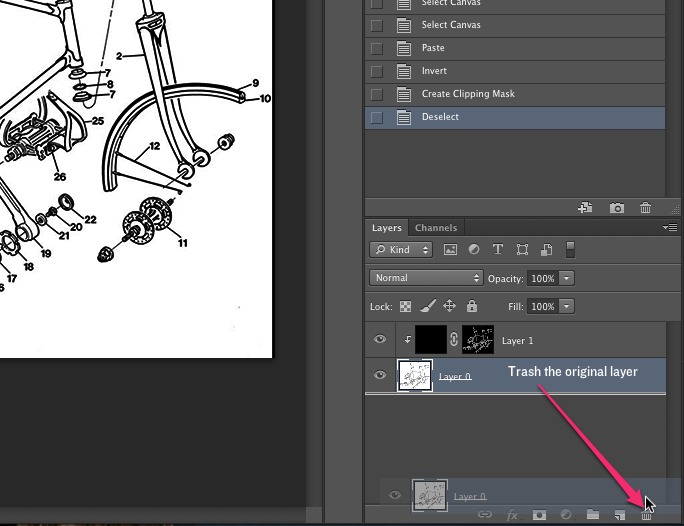 Select Canvas
Select Canvas
Paste
Invert
Create Clipping Mask
Deselect
2
7
8
7
9
10
25
12
26
22
20
21
19
18
17
6
11
Layers
Channels
Kind
Normal
Opacity: 100%
Lock:
Fill: 100%
Layer 1
Layer 0
Trash the original layer
Layer 0
fx